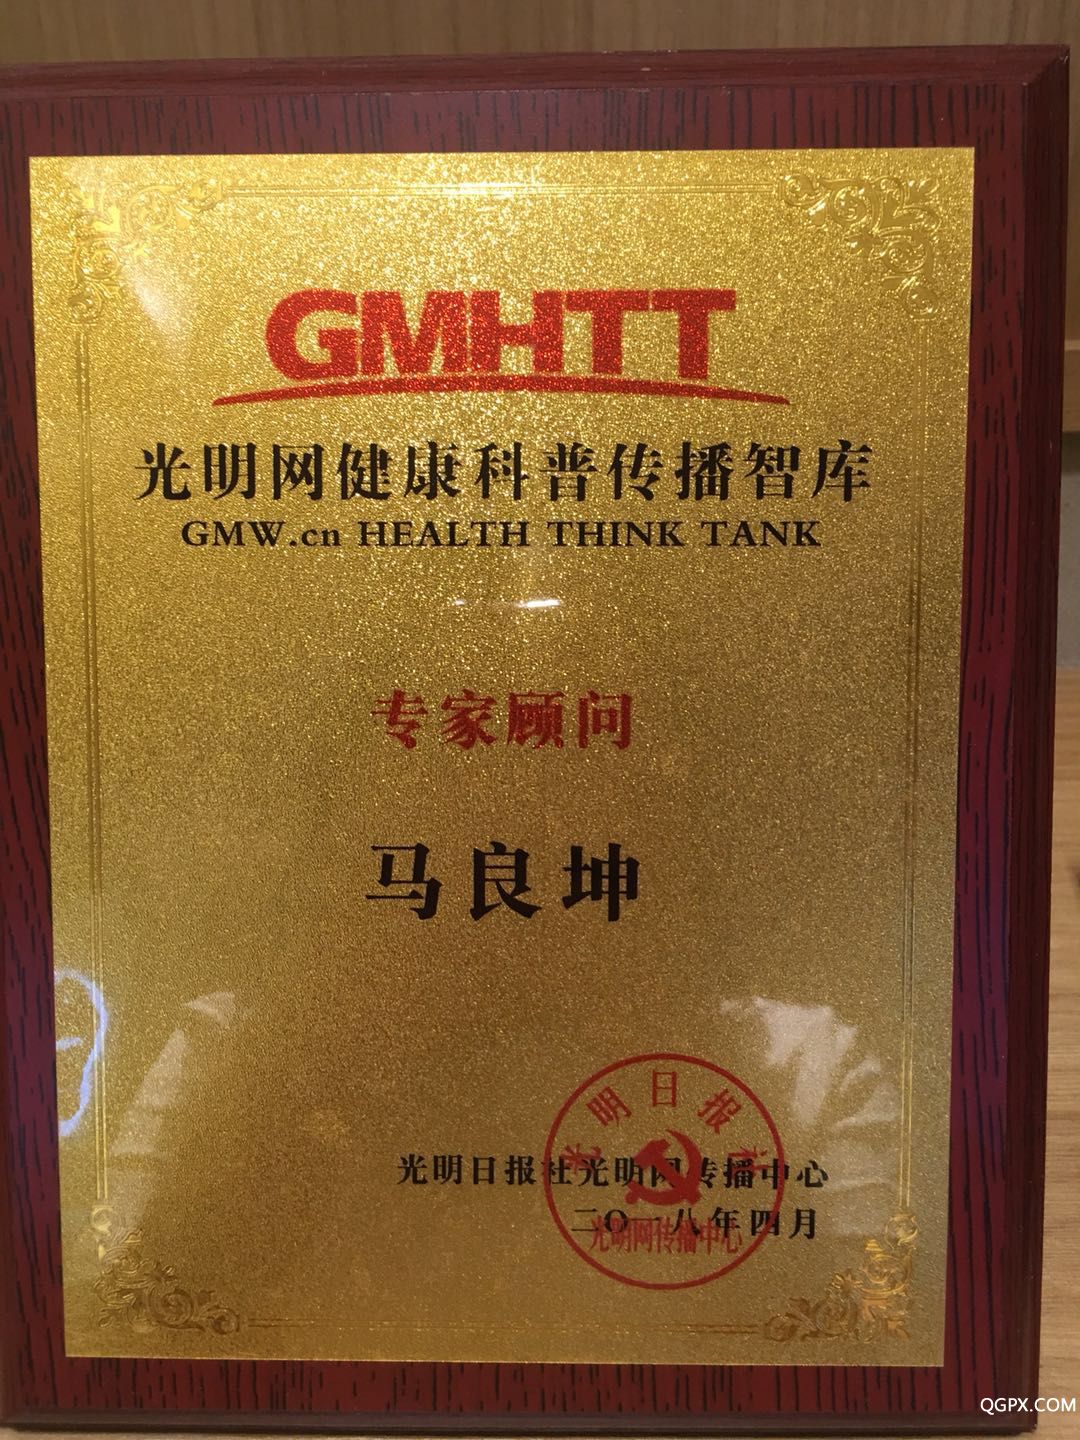 GMHTT
光明网健康科普传播智库
GMW.cn HEALTH THINK TANK
专家顾问
马良坤
光明日报社光明网传播中心
二〇一八年四月
光明日报社
光明网传播中心
QGPX.COM